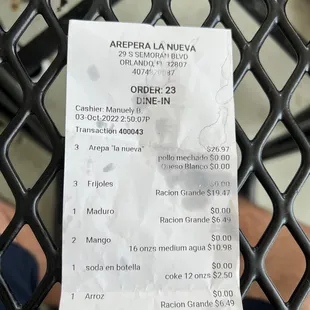 AREPERA LA NUEVA
29 S SEMORAN BLVD
ORLANDO, FL 32807
ORDER: 23
DINE-IN
Cashier: Manuely B.
03-Oct-2022 2:50:07P
Transaction 400043
3 Arepa "la nueva" $26.97
pollo mechado $0.00
Queso Blanco $0.00
3 Frijoles $0.00
Racion Grande $19.47
1 Maduro $0.00
Racion Grande $6.49
2 Mango $0.00
16 onzs medium agua $10.98
1 soda en botella $0.00
coke 12 onzs $2.50
1 Arroz $0.00
Racion Grande $6.49